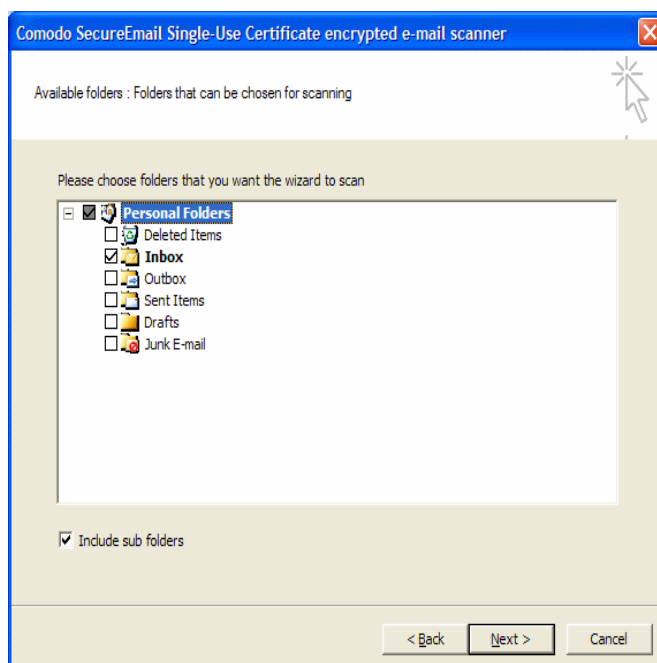 Comodo SecureEmail Single-Use Certificate encrypted e-mail scanner
Available folders : Folders that can be chosen for scanning
Please choose folders that you want the wizard to scan
Personal Folders
Deleted Items
Inbox
Outbox
Sent Items
Drafts
Junk E-mail
Include sub folders
< Back Next > Cancel